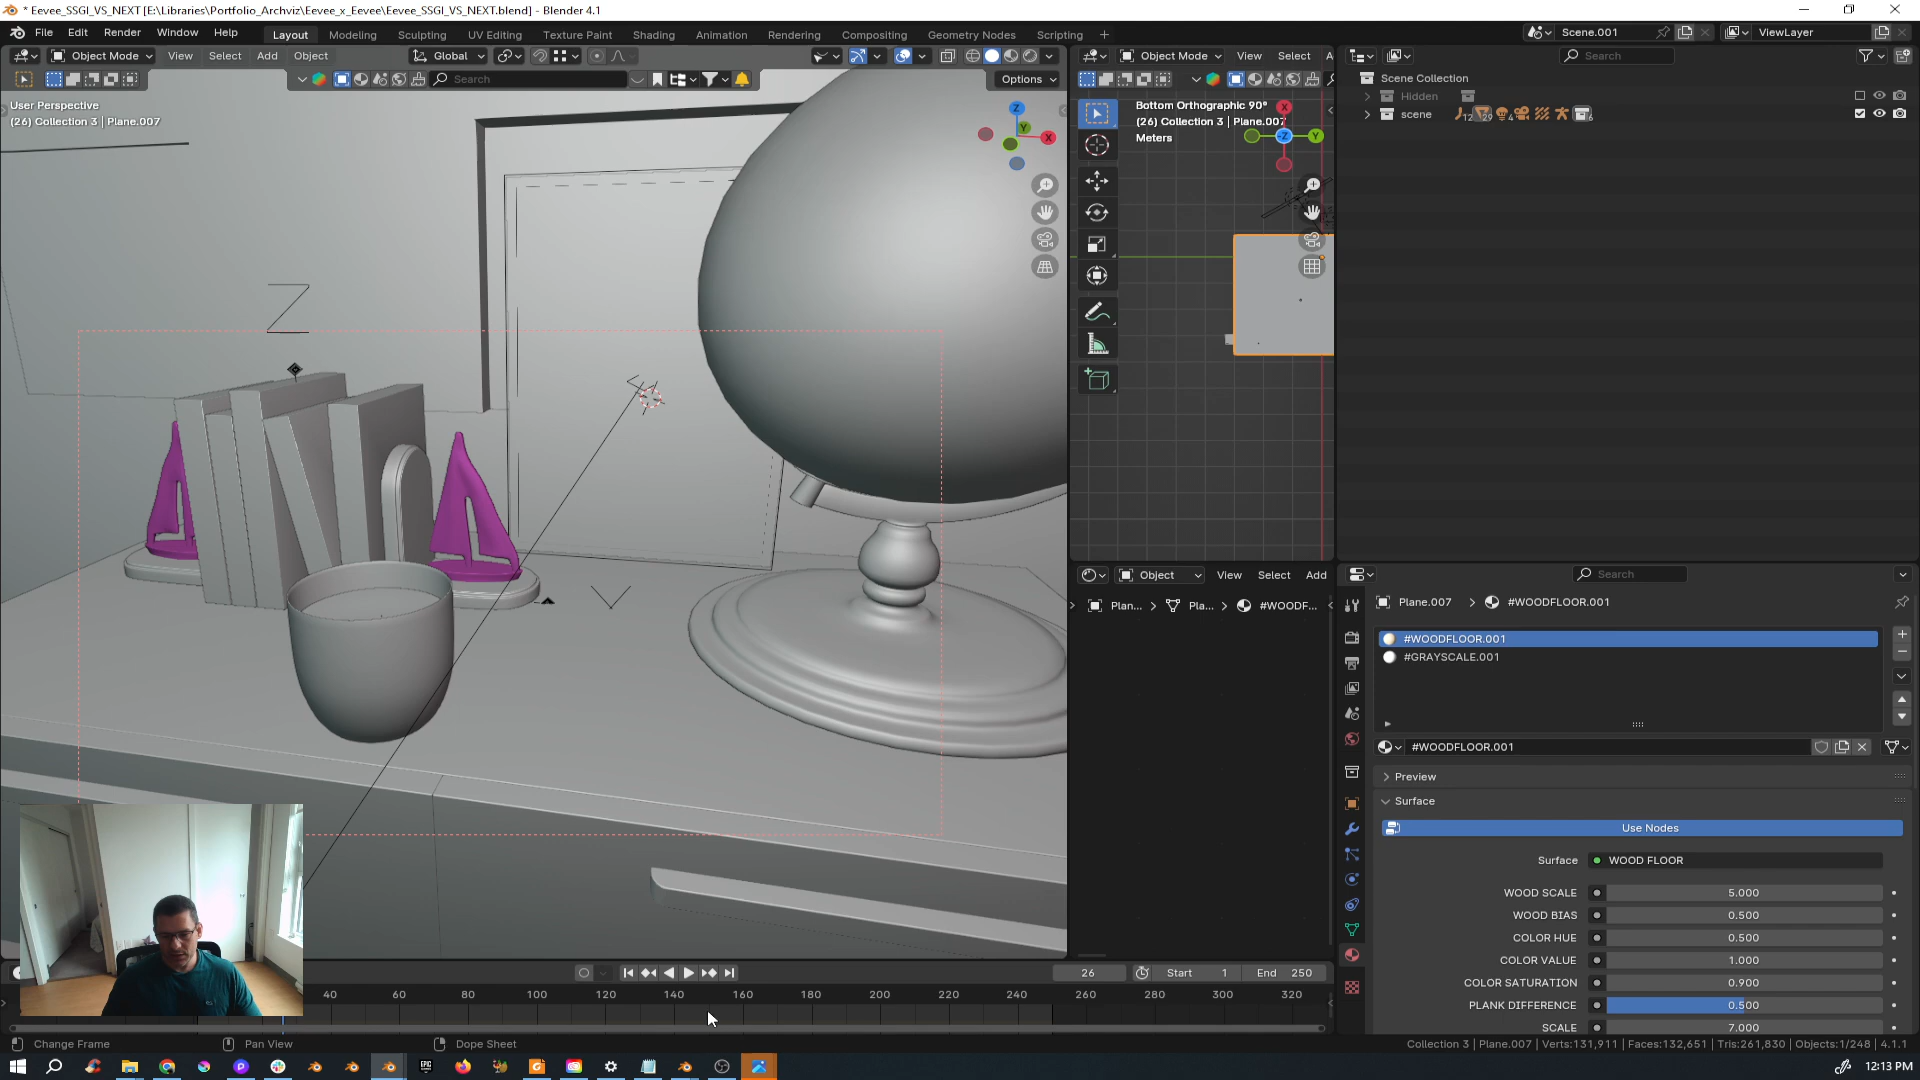 * Eevee_SSGI_VS_NEXT [E:\Libraries\Portfolio_Archviz\Eevee_x_Eevee\Eevee_SSGI_VS_NEXT.blend] - Blender 4.1
File Edit Render Window Help
Layout Modeling Sculpting UV Editing Texture Paint Shading Animation Rendering Compositing Geometry Nodes Scripting +
Scene.001 ViewLayer
Object Mode View Select Add Object Global
Search Options
User Perspective
(26) Collection 3 | Plane.007
Z
X
Y
Object Mode View Select A
Bottom Orthographic 90°
(26) Collection 3 | Plane.007
Meters
X
-Z
Y
Search
Scene Collection
Hidden
scene
Object View Select Add
Plan... > Pla... > #WOODF...
Search
Plane.007 > #WOODFLOOR.001
#WOODFLOOR.001
#GRAYSCALE.001
#WOODFLOOR.001
Preview
Surface
Use Nodes
Surface WOOD FLOOR
WOOD SCALE 5.000
WOOD BIAS 0.500
COLOR HUE 0.500
COLOR VALUE 1.000
COLOR SATURATION 0.900
PLANK DIFFERENCE 0.500
SCALE 7.000
26 Start 1 End 250
40 60 80 100 120 140 160 180 200 220 240 260 280 300 320
Change Frame Pan View Dope Sheet
Collection 3 | Plane.007 | Verts:131,911 | Faces:132,651 | Tris:261,830 | Objects:1/248 | 4.1.1
EPIC
12:13 PM